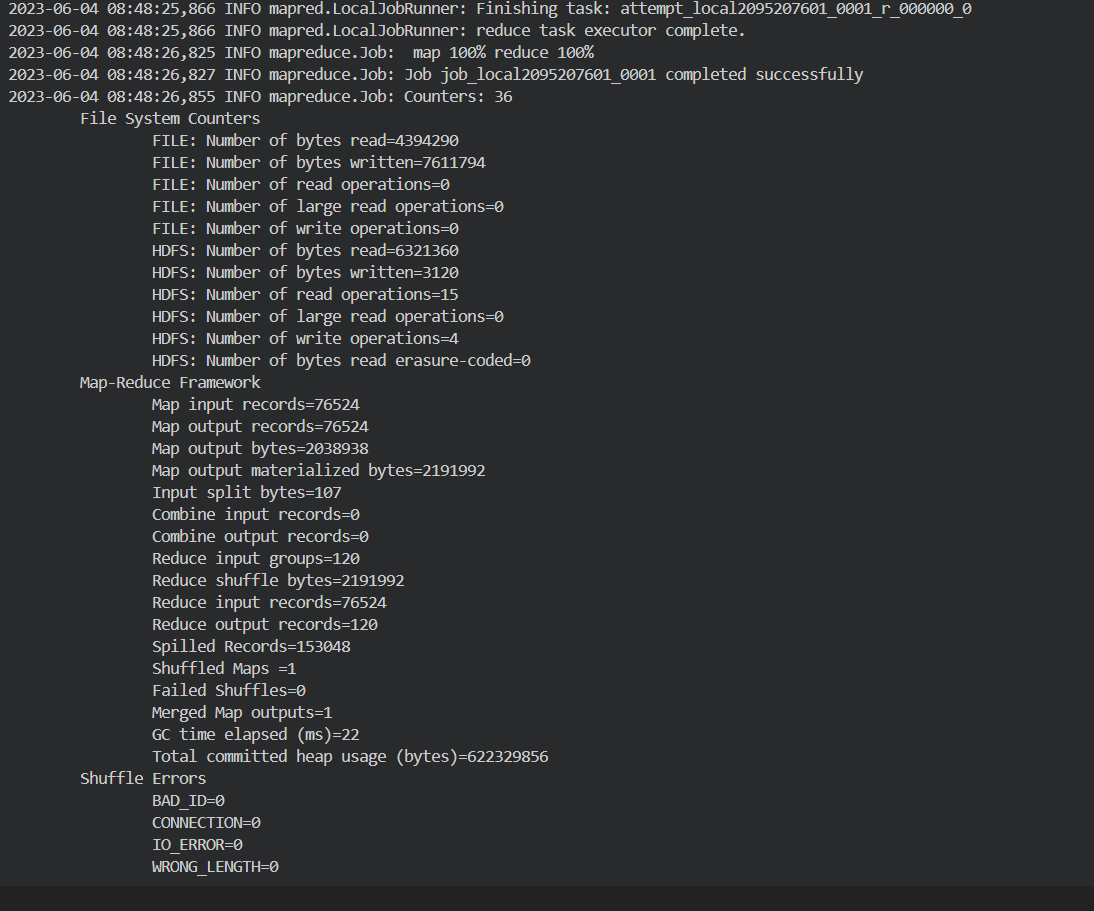 2023-06-04 08:48:25,866 INFO mapred.LocalJobRunner: Finishing task: attempt_local2095207601_0001_r_000000_0
2023-06-04 08:48:25,866 INFO mapred.LocalJobRunner: reduce task executor complete.
2023-06-04 08:48:26,825 INFO mapreduce.Job:  map 100% reduce 100%
2023-06-04 08:48:26,827 INFO mapreduce.Job: Job job_local2095207601_0001 completed successfully
2023-06-04 08:48:26,855 INFO mapreduce.Job: Counters: 36
File System Counters
FILE: Number of bytes read=4394290
FILE: Number of bytes written=7611794
FILE: Number of read operations=0
FILE: Number of large read operations=0
FILE: Number of write operations=0
HDFS: Number of bytes read=6321360
HDFS: Number of bytes written=3120
HDFS: Number of read operations=15
HDFS: Number of large read operations=0
HDFS: Number of write operations=4
HDFS: Number of bytes read erasure-coded=0
Map-Reduce Framework
Map input records=76524
Map output records=76524
Map output bytes=2038938
Map output materialized bytes=2191992
Input split bytes=107
Combine input records=0
Combine output records=0
Reduce input groups=120
Reduce shuffle bytes=2191992
Reduce input records=76524
Reduce output records=120
Spilled Records=153048
Shuffled Maps =1
Failed Shuffles=0
Merged Map outputs=1
GC time elapsed (ms)=22
Total committed heap usage (bytes)=622329856
Shuffle Errors
BAD_ID=0
CONNECTION=0
IO_ERROR=0
WRONG_LENGTH=0